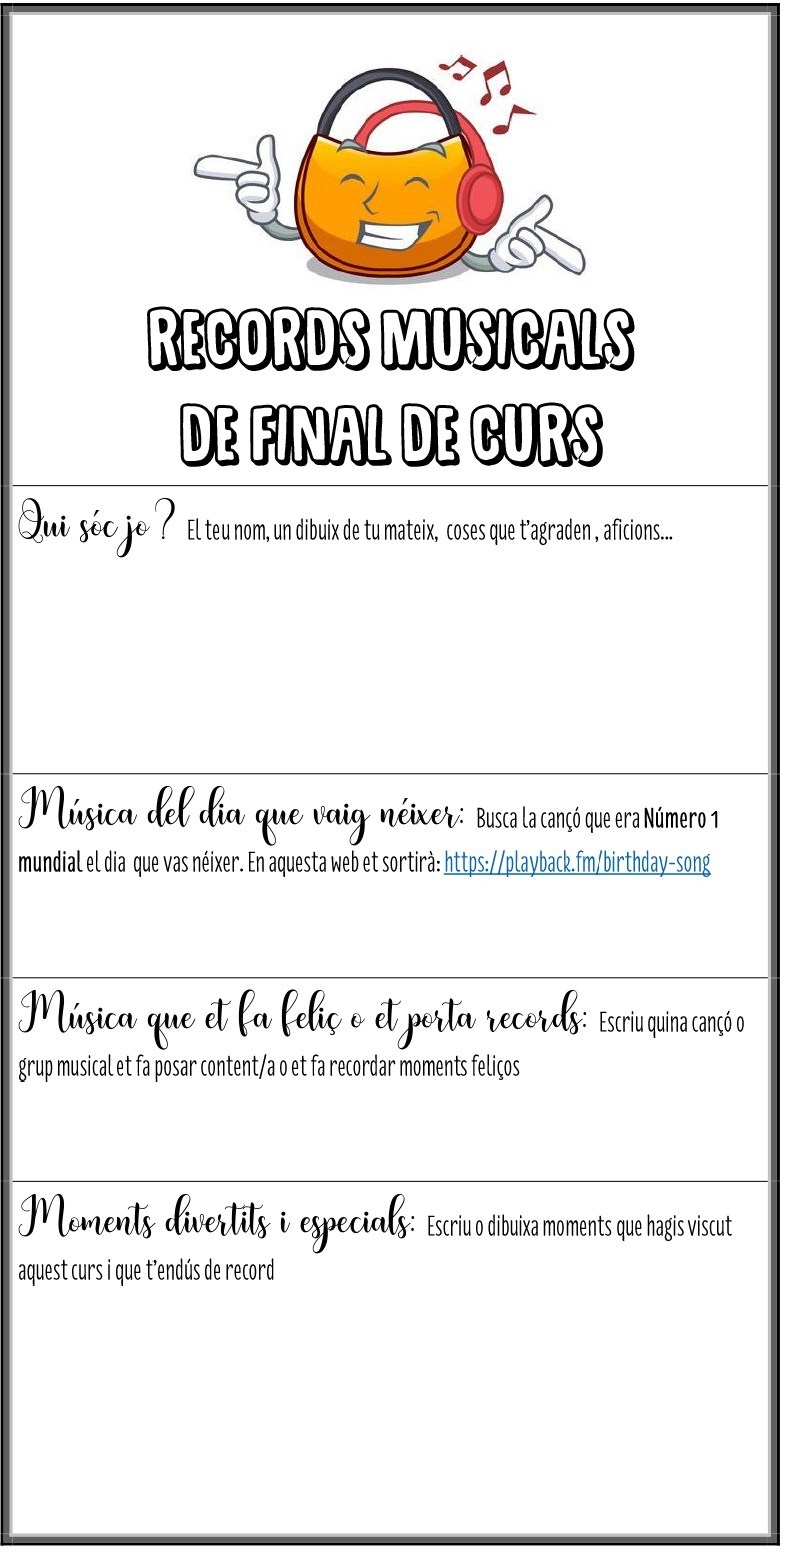 RECORDS MUSICALS
DE FINAL DE CURS
Qui sóc jo? El teu nom, un dibuix de tu mateix, coses que t'agraden , aficions...
Música del dia que vaig néixer: Busca la cançó que era Número 1
mundial el dia que vas néixer. En aquesta web et sortirà: https://playback.fm/birthday-song
Música que et fa feliç o et porta records: Escriu quina cançó o
grup musical et fa posar content/a o et fa recordar moments feliços
Moments divertits i especials: Escriu o dibuixa moments que hagis viscut
aquest curs i que t'endús de record